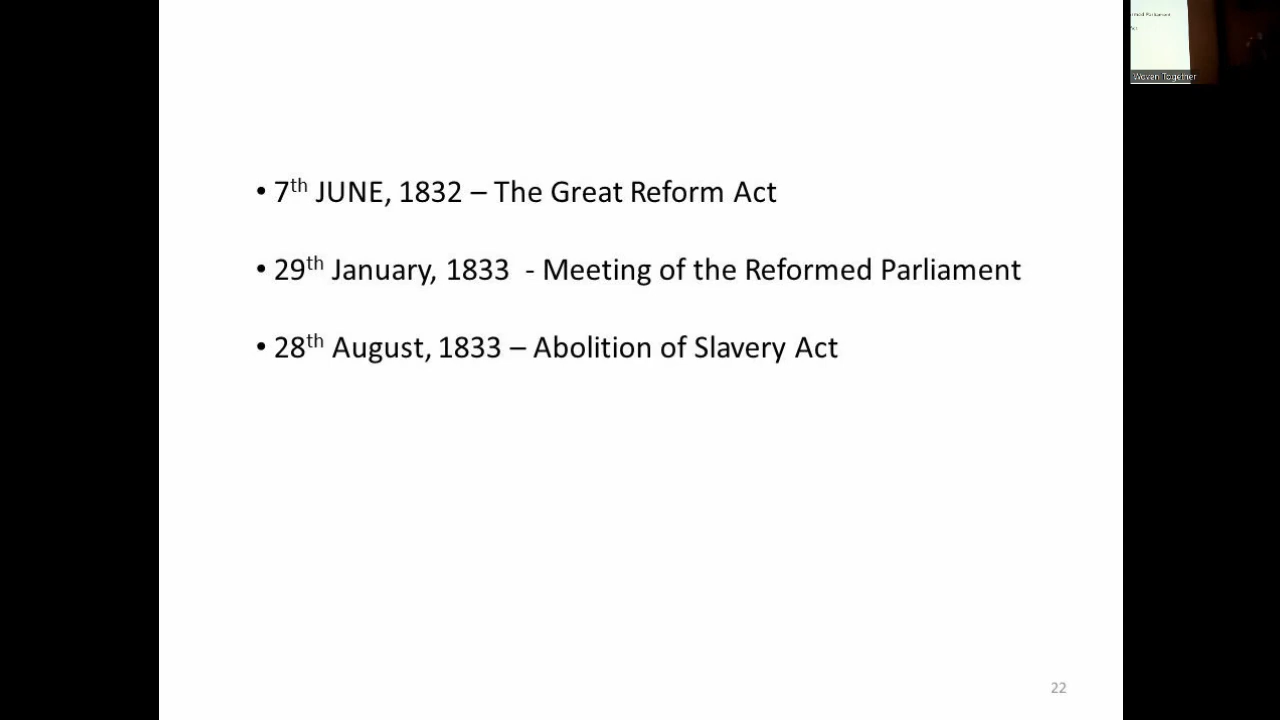 • 7th JUNE, 1832 – The Great Reform Act
• 29th January, 1833  - Meeting of the Reformed Parliament
• 28th August, 1833 – Abolition of Slavery Act
22
Parliament
Woven Together